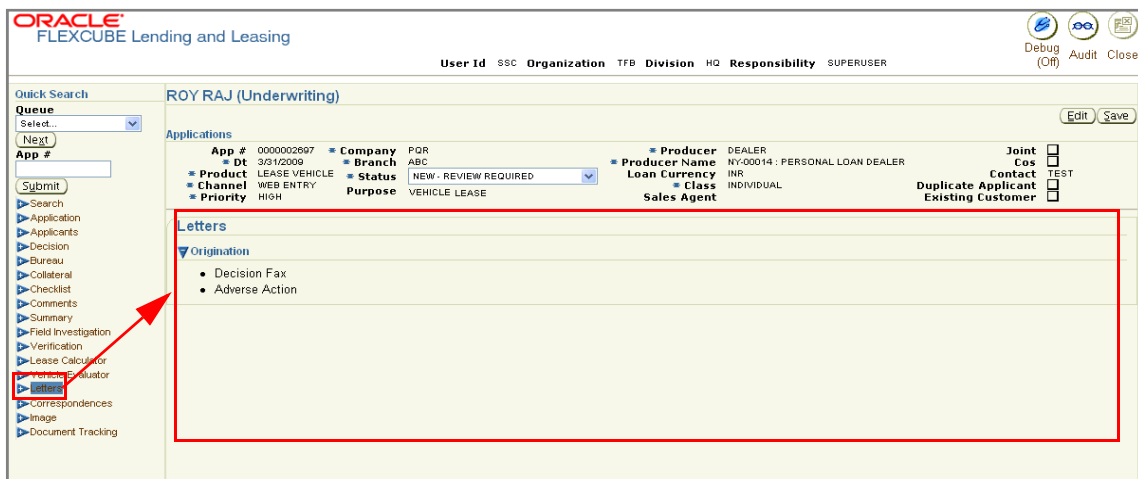 ORACLE
FLEXCUBE Lending and Leasing
Debug (Off) Audit Close
User Id SSC Organization TFB Division HQ Responsibility SUPERUSER
Quick Search
Queue
Select...
Next
App #
Submit
Search
Application
Applicants
Decision
Bureau
Collateral
Checklist
Comments
Summary
Field Investigation
Verification
Lease Calculator
Vehicle Evaluator
Letters
Correspondences
Image
Document Tracking
ROY RAJ (Underwriting)
Edit Save
Applications
App # 0000002697 * Company PQR * Producer DEALER Joint
* Dt 3/31/2009 * Branch ABC * Producer Name NY-00014 : PERSONAL LOAN DEALER Cos
* Product LEASE VEHICLE * Status NEW - REVIEW REQUIRED Loan Currency INR Contact TEST
* Channel WEB ENTRY Purpose VEHICLE LEASE * Class INDIVIDUAL Duplicate Applicant
* Priority HIGH Sales Agent Existing Customer
Letters
Origination
• Decision Fax
• Adverse Action